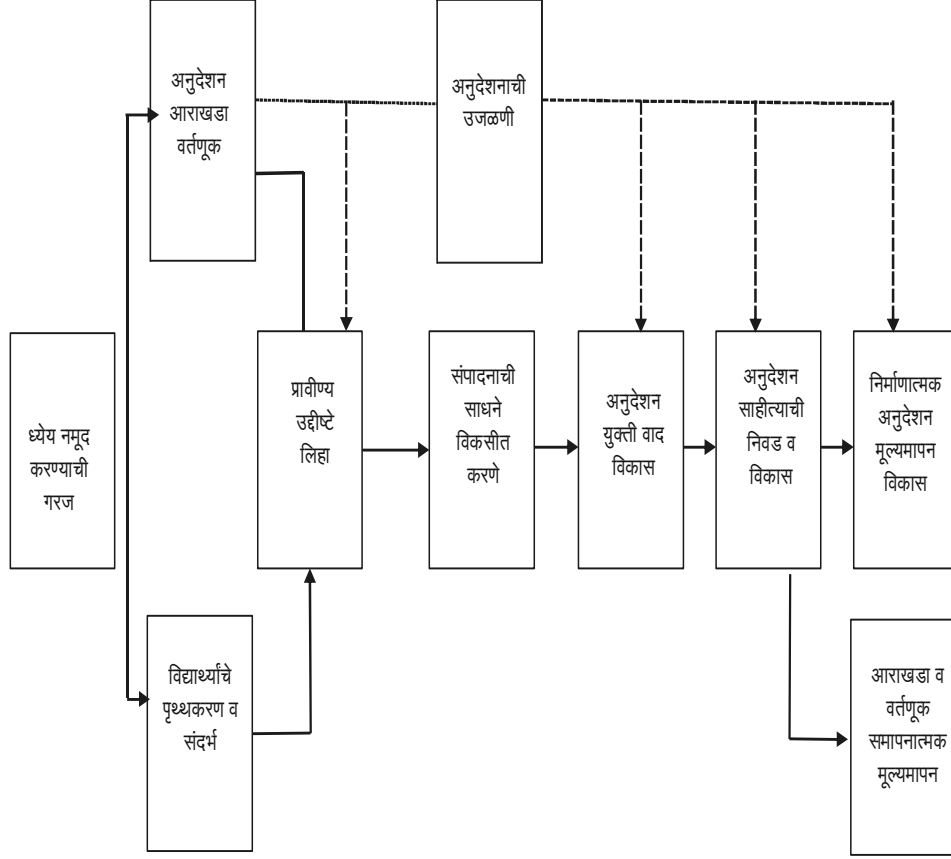 अनुदेशन
आराखडा
वर्तणूक
अनुदेशनाची
उजळणी
ध्येय नमूद
करण्याची
गरज
प्रावीण्य
उद्दीष्टे
लिहा
संपादनाची
साधने
विकसीत
करणे
अनुदेशन
युक्ती वाद
विकास
अनुदेशन
साहीत्याची
निवड व
विकास
निर्माणात्मक
अनुदेशन
मूल्यमापन
विकास
विद्यार्थ्यांचे
पृथ्थकरण व
संदर्भ
आराखडा व
वर्तणूक
समापनात्मक
मूल्यमापन